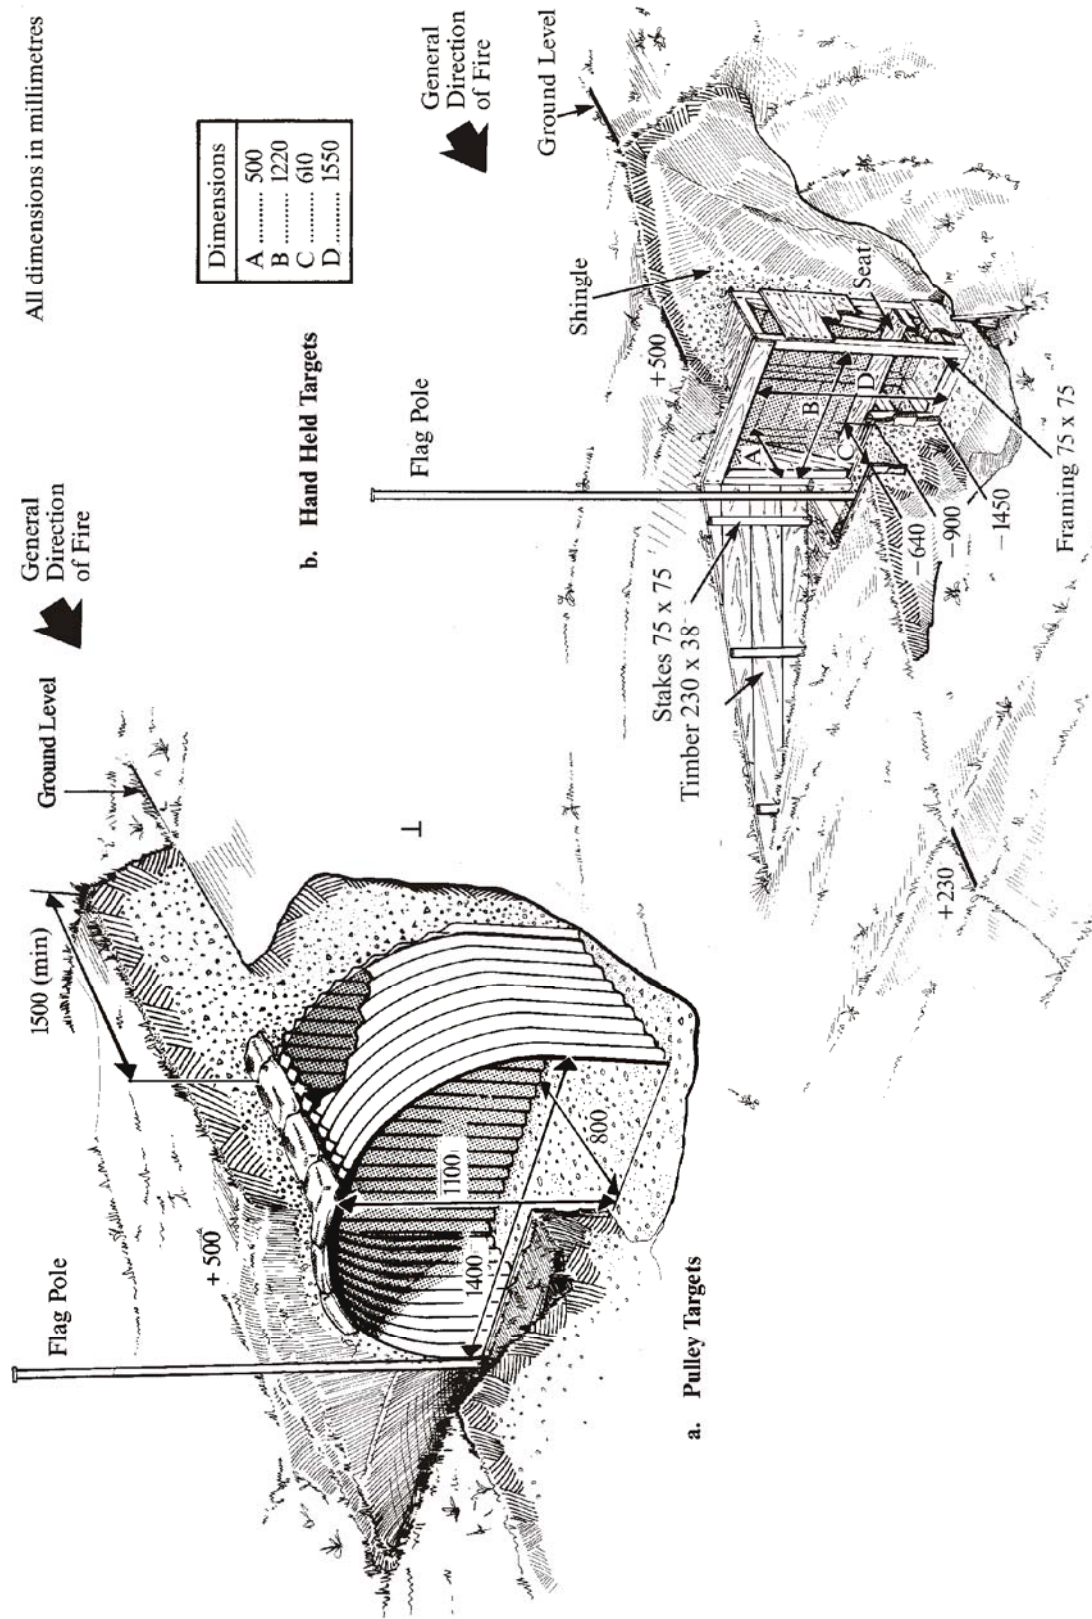 All dimensions in millimetres
General
Direction
of Fire
Ground Level
1500 (min)
Flag Pole
+ 500
1100
1400
800
a. Pulley Targets
b. Hand Held Targets
Dimensions
A .......... 500
B .......... 1220
C .......... 610
D .......... 1550
General
Direction
of Fire
Ground Level
Flag Pole
Shingle
+500
Seat
A
B
C
D
Stakes 75 x 75
Timber 230 x 38
−640
−900
−1450
Framing 75 x 75
+230